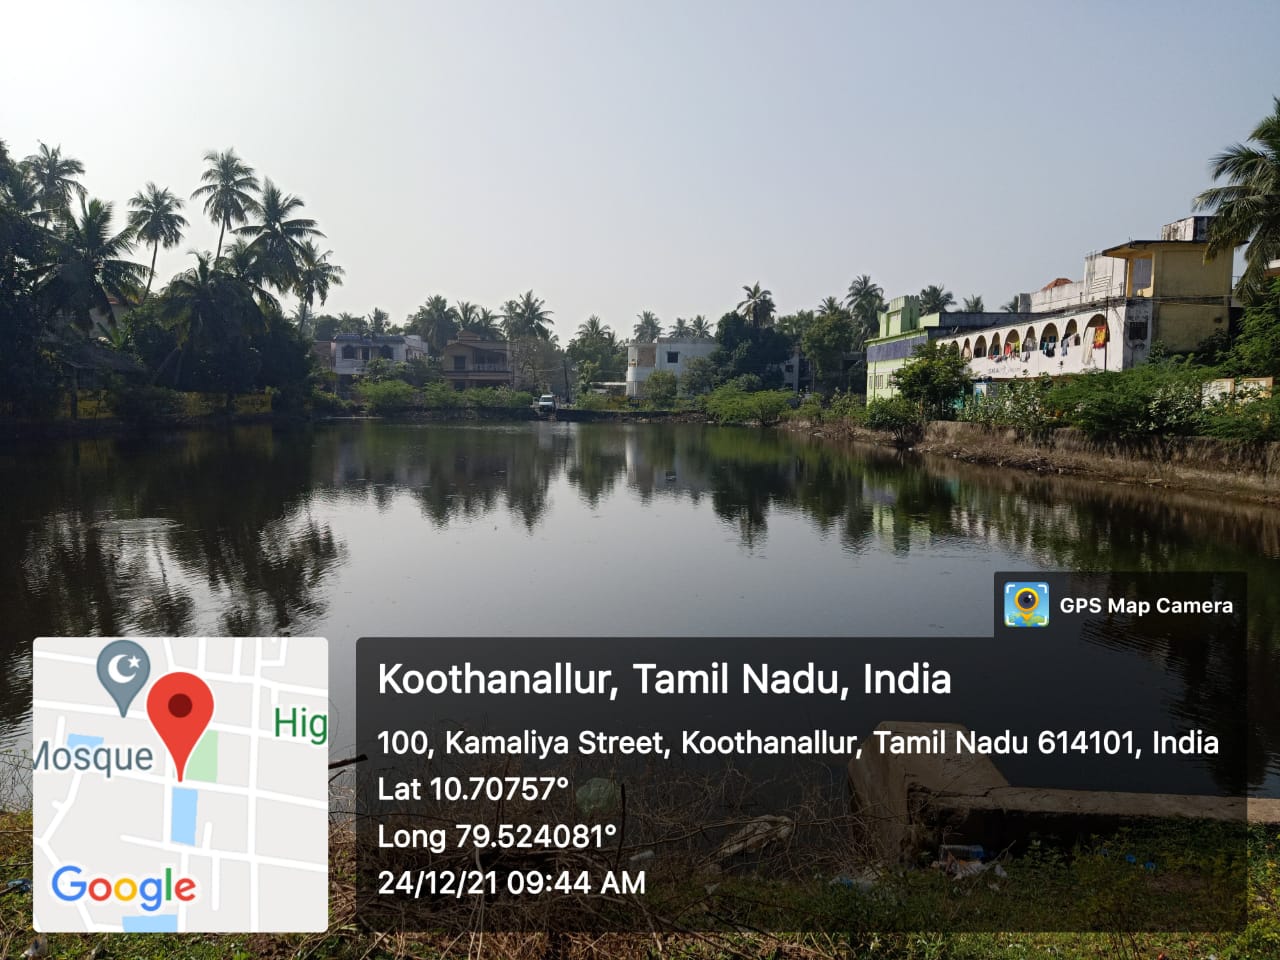 GPS Map Camera
Koothanallur, Tamil Nadu, India
100, Kamaliya Street, Koothanallur, Tamil Nadu 614101, India
Lat 10.70757°
Long 79.524081°
24/12/21 09:44 AM
Hig
Mosque
Google